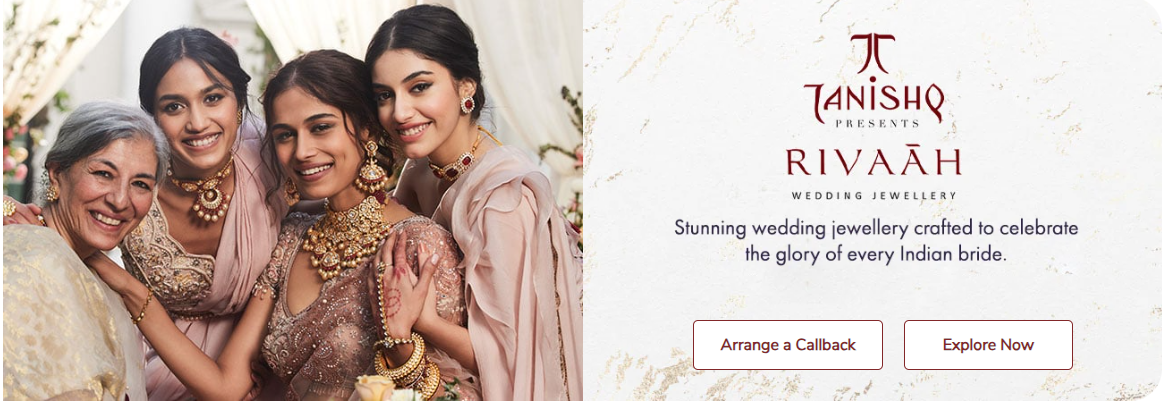 TANISHQ
PRESENTS
RIVAĀH
WEDDING JEWELLERY
Stunning wedding jewellery crafted to celebrate
the glory of every Indian bride.
Arrange a Callback
Explore Now